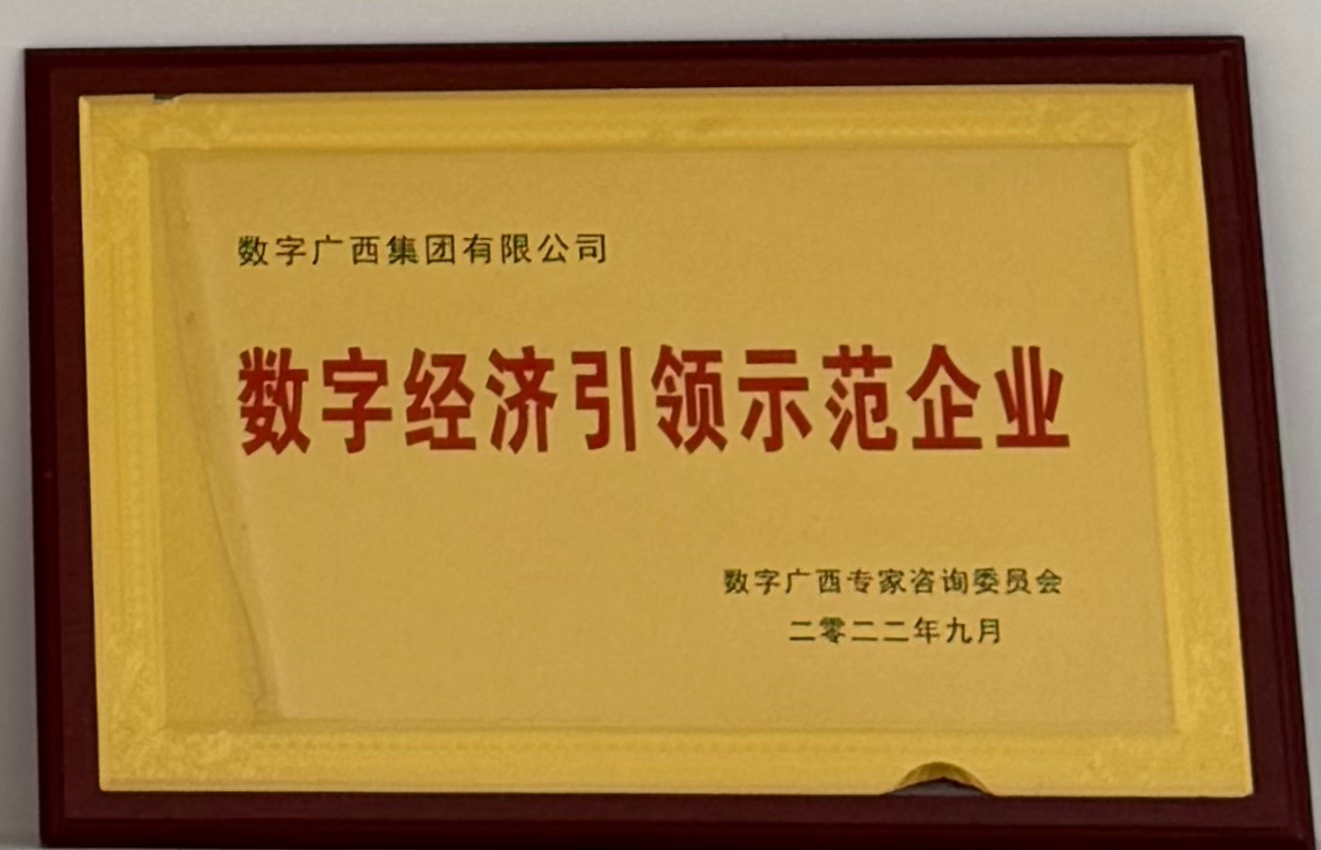 数字广西集团有限公司
数字经济引领示范企业
数字广西专家咨询委员会
二零二二年九月